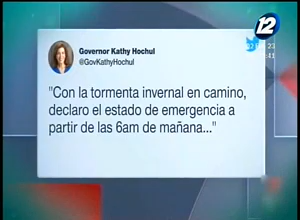 12
Governor Kathy Hochul
@GovKathyHochul
"Con la tormenta invernal en camino,
declaro el estado de emergencia a
partir de las 6am de mañana..."